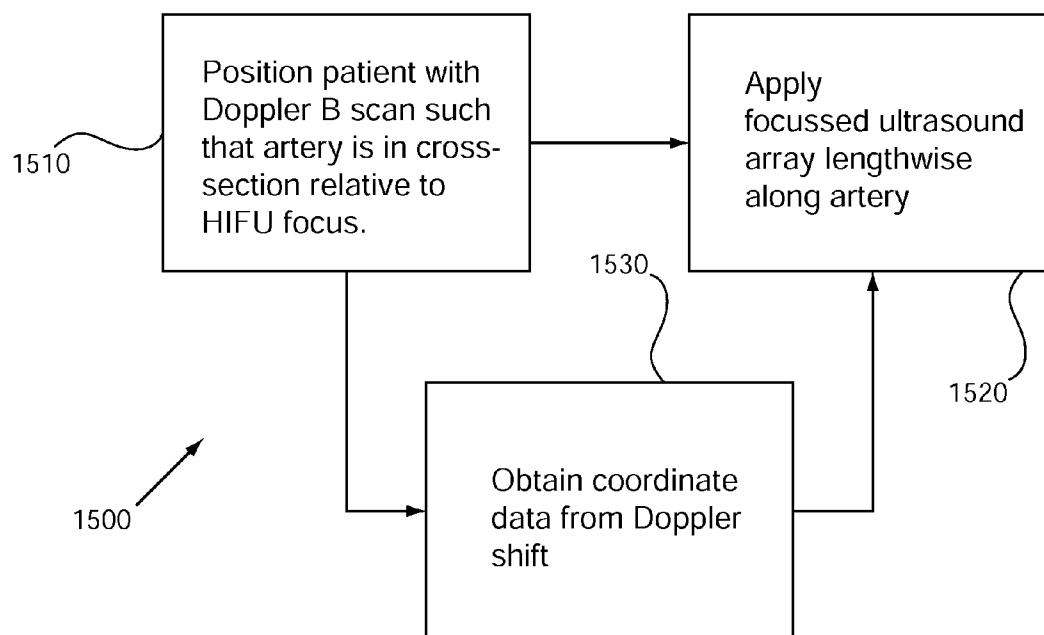 Position patient with
Doppler B scan such
that artery is in cross-
section relative to
HIFU focus.
1510
Apply
focussed ultrasound
array lengthwise
along artery
1530
1520
Obtain coordinate
data from Doppler
shift
1500